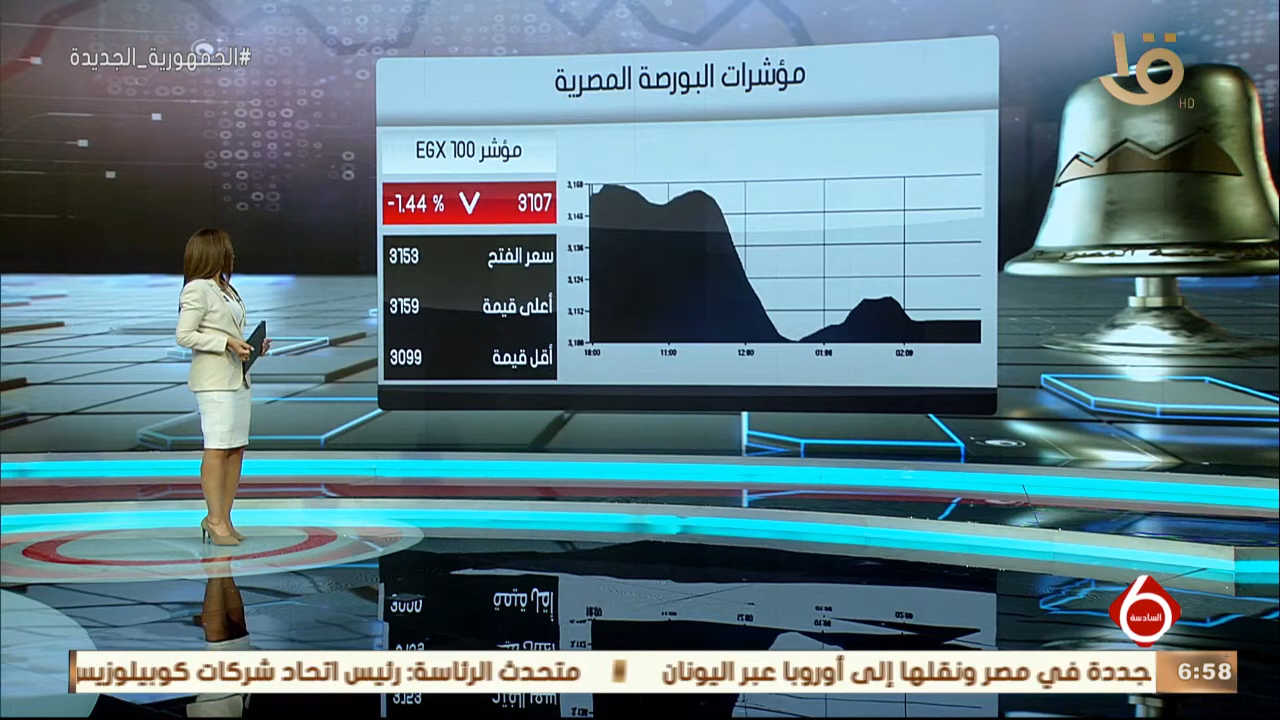 #الجمهورية_الجديدة
HD
مؤشرات البورصة المصرية
مؤشر EGX 100
3107 -1.44 %
سعر الفتح 3153
أعلى قيمة 3159
أقل قيمة 3099
3,160
3,148
3,136
3,124
3,112
3,100
10:00 11:00 12:00 01:00 02:00
6
السادسة
6:58
جددة في مصر ونقلها إلى أوروبا عبر اليونان
متحدث الرئاسة: رئيس اتحاد شركات كوبيلوزيس